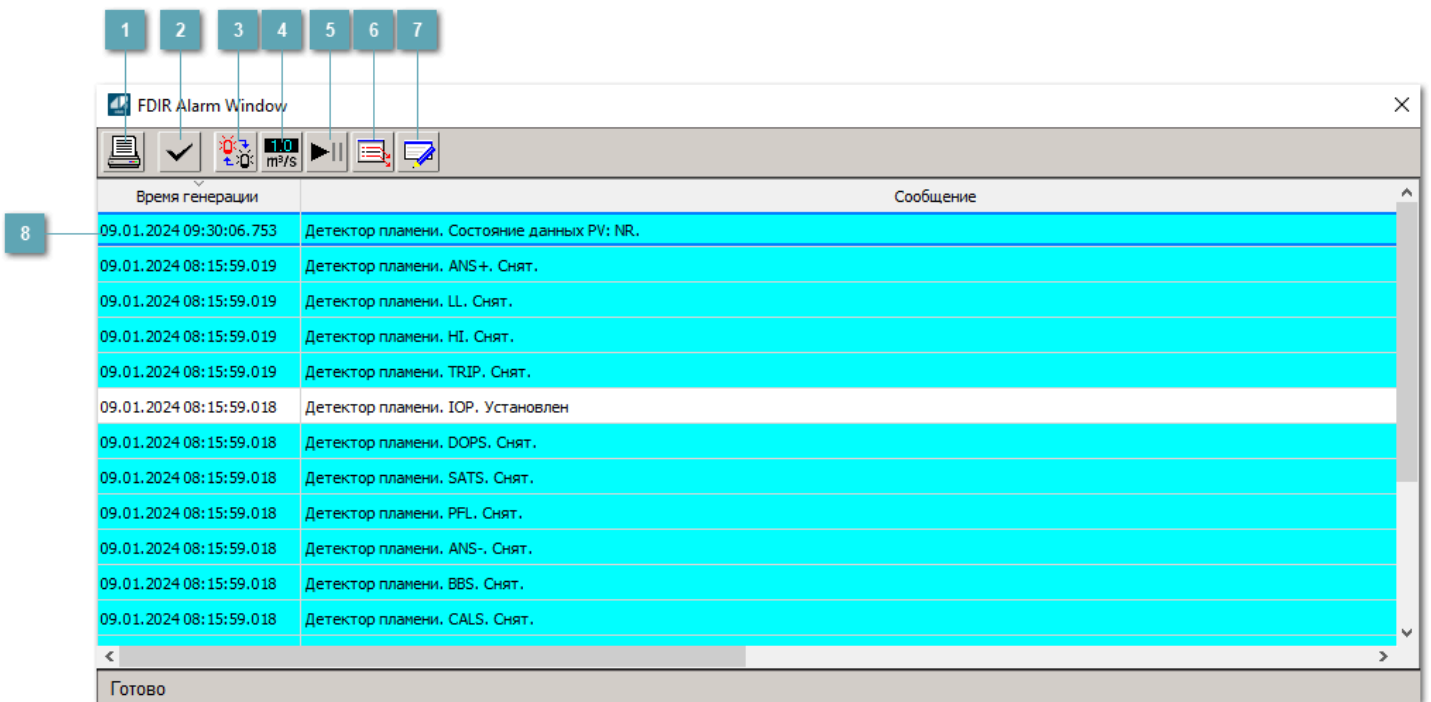 1 2 3 4 5 6 7
FDIR Alarm Window
1.0
m³/s
Время генерации Сообщение
8
09.01.2024 09:30:06.753 Детектор пламени. Состояние данных PV: NR.
09.01.2024 08:15:59.019 Детектор пламени. ANS+. Снят.
09.01.2024 08:15:59.019 Детектор пламени. LL. Снят.
09.01.2024 08:15:59.019 Детектор пламени. HI. Снят.
09.01.2024 08:15:59.019 Детектор пламени. TRIP. Снят.
09.01.2024 08:15:59.018 Детектор пламени. IOP. Установлен
09.01.2024 08:15:59.018 Детектор пламени. DOPS. Снят.
09.01.2024 08:15:59.018 Детектор пламени. SATS. Снят.
09.01.2024 08:15:59.018 Детектор пламени. PFL. Снят.
09.01.2024 08:15:59.018 Детектор пламени. ANS-. Снят.
09.01.2024 08:15:59.018 Детектор пламени. BBS. Снят.
09.01.2024 08:15:59.018 Детектор пламени. CALS. Снят.
Готово